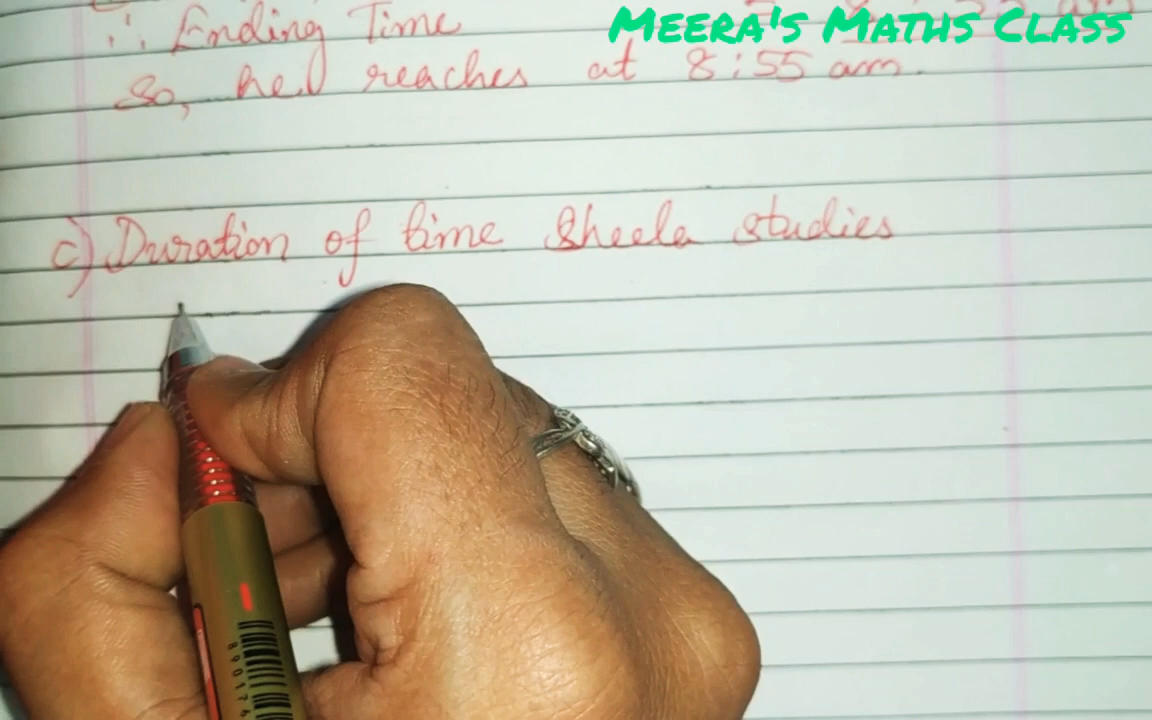 MEERA'S MATHS CLASS
∴ Ending Time
So, he reaches at 8:55 am.
c) Duration of time Sheela studies